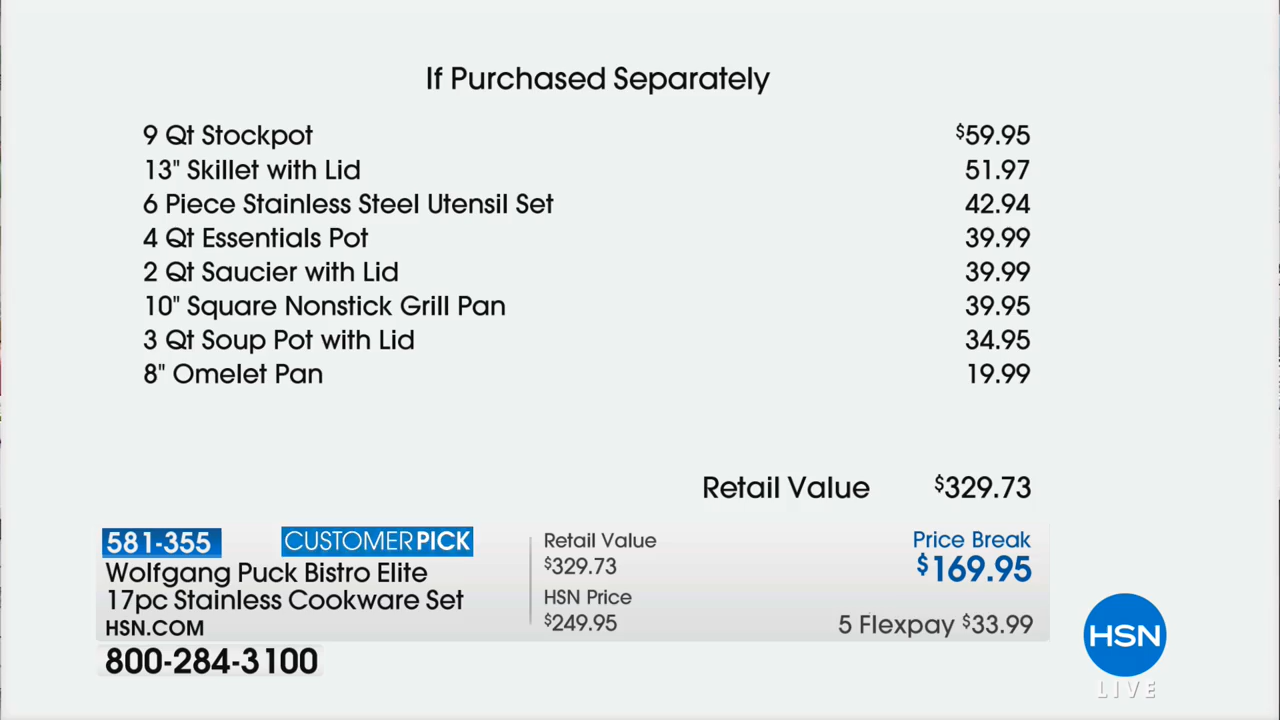 If Purchased Separately
9 Qt Stockpot $59.95
13" Skillet with Lid 51.97
6 Piece Stainless Steel Utensil Set 42.94
4 Qt Essentials Pot 39.99
2 Qt Saucier with Lid 39.99
10" Square Nonstick Grill Pan 39.95
3 Qt Soup Pot with Lid 34.95
8" Omelet Pan 19.99
Retail Value $329.73
581-355 CUSTOMERPICK
Wolfgang Puck Bistro Elite
17pc Stainless Cookware Set
HSN.COM
800-284-3100
Retail Value
$329.73
HSN Price
$249.95
Price Break
$169.95
5 Flexpay $33.99
HSN
LIVE